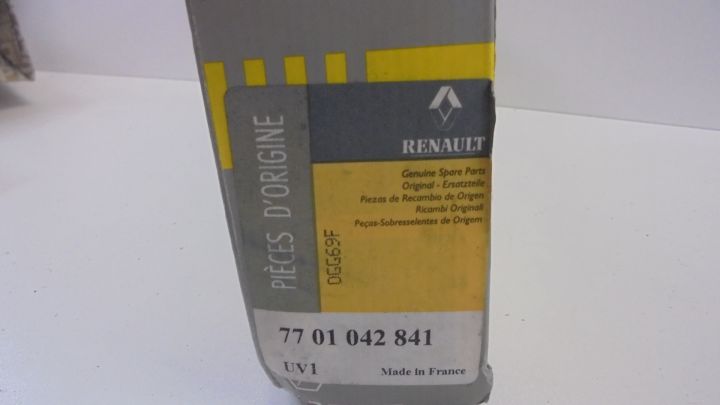 PIÈCES D'ORIGINE
RENAULT
Genuine Spare Parts
Original - Ersatzteile
Piezas de Recambio de Origen
Ricambi Originali
Peças-Sobresselentes de Origem
DGG69F
77 01 042 841
UV1 Made in France